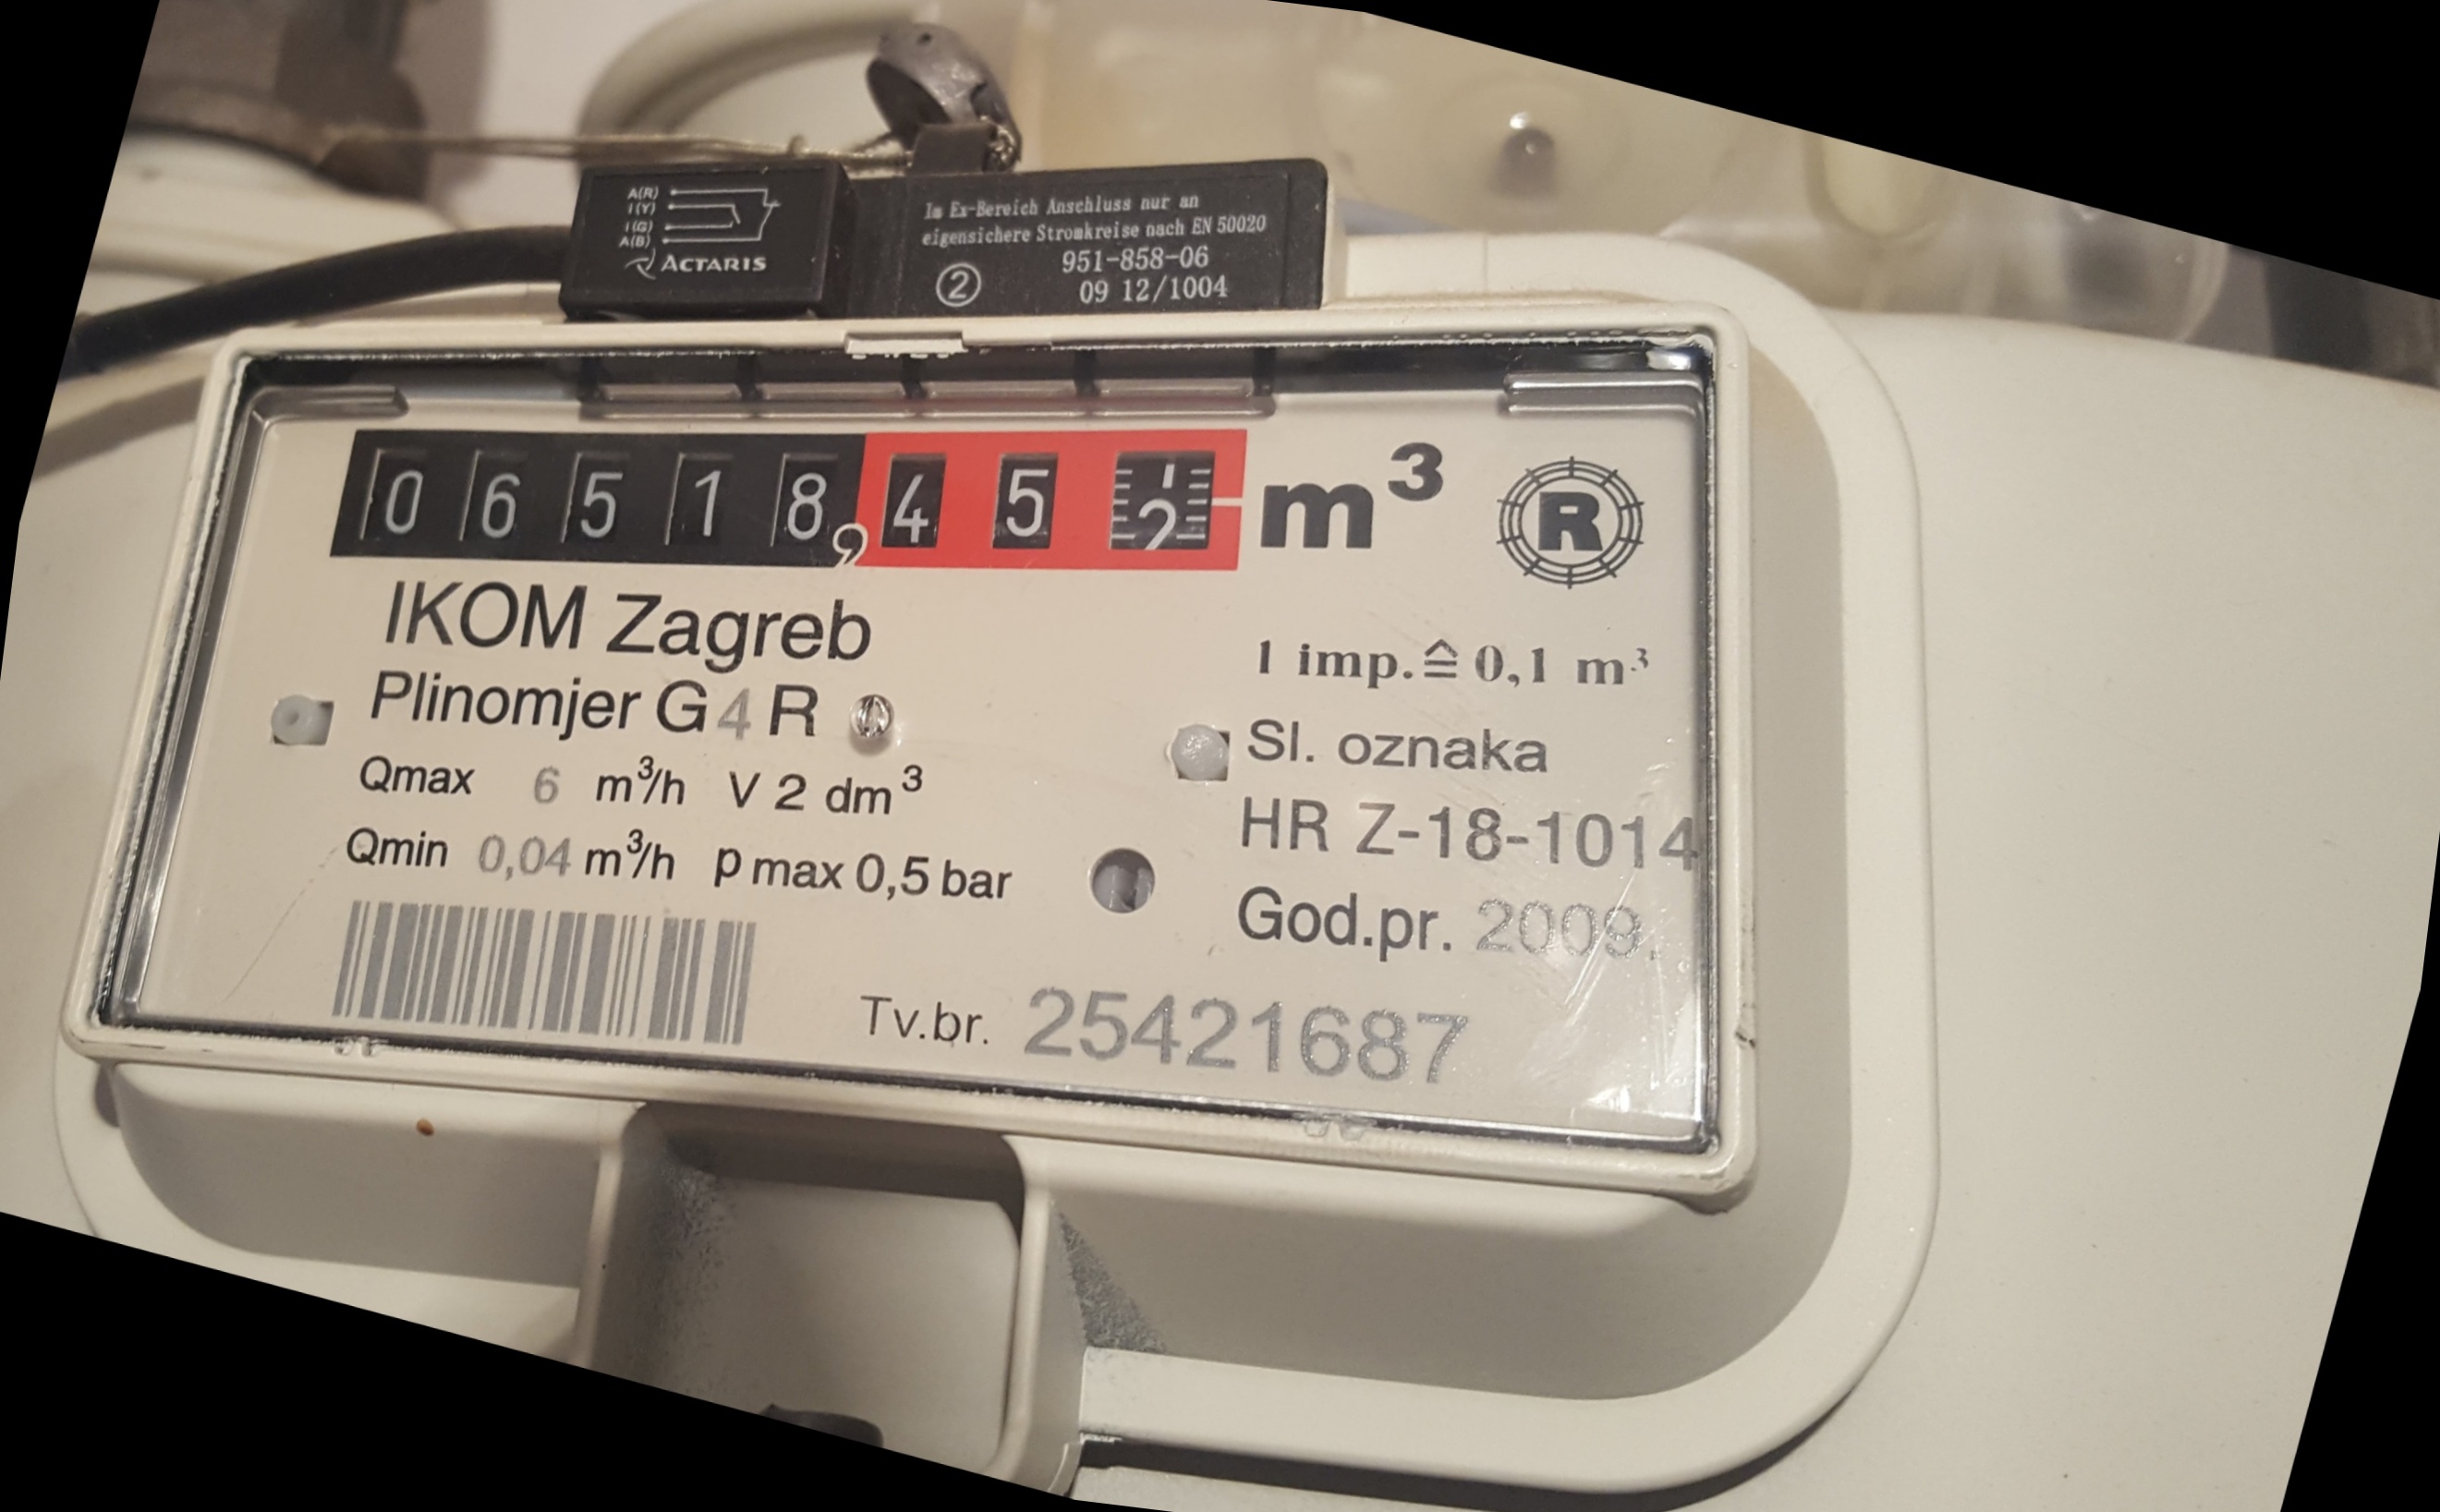 A(R)
I(Y)
I(G)
A(B)
ACTARIS
Im Ex-Bereich Anschluss nur an
eigensichere Stromkreise nach EN 50020
951-858-06
② 09 12/1004
06518,452 m³
R
IKOM Zagreb
Plinomjer G4 R
Qmax 6 m³/h V 2 dm³
Qmin 0,04 m³/h p max 0,5 bar
1 imp.≙0,1 m³
Sl. oznaka
HR Z-18-1014
God.pr. 2009.
Tv.br. 25421687